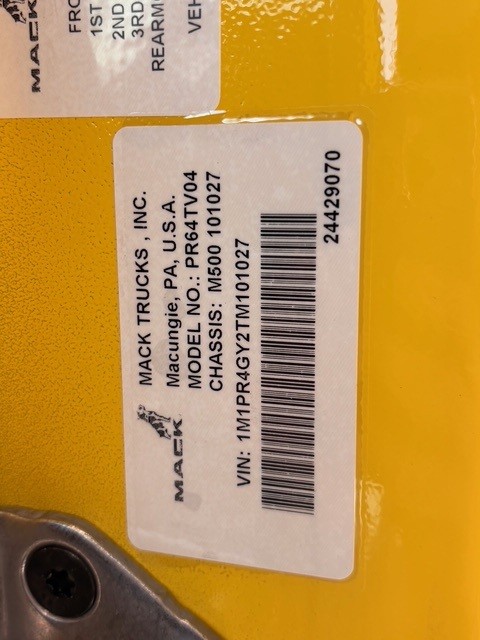 MACK
FRO
1ST
2ND
3RD
REARM
VEH
MACK TRUCKS , INC.
Macungie, PA, U.S.A.
MODEL NO.: PR64TV04
CHASSIS: M500 101027
MACK
VIN: 1M1PR4GY2TM101027
24429070